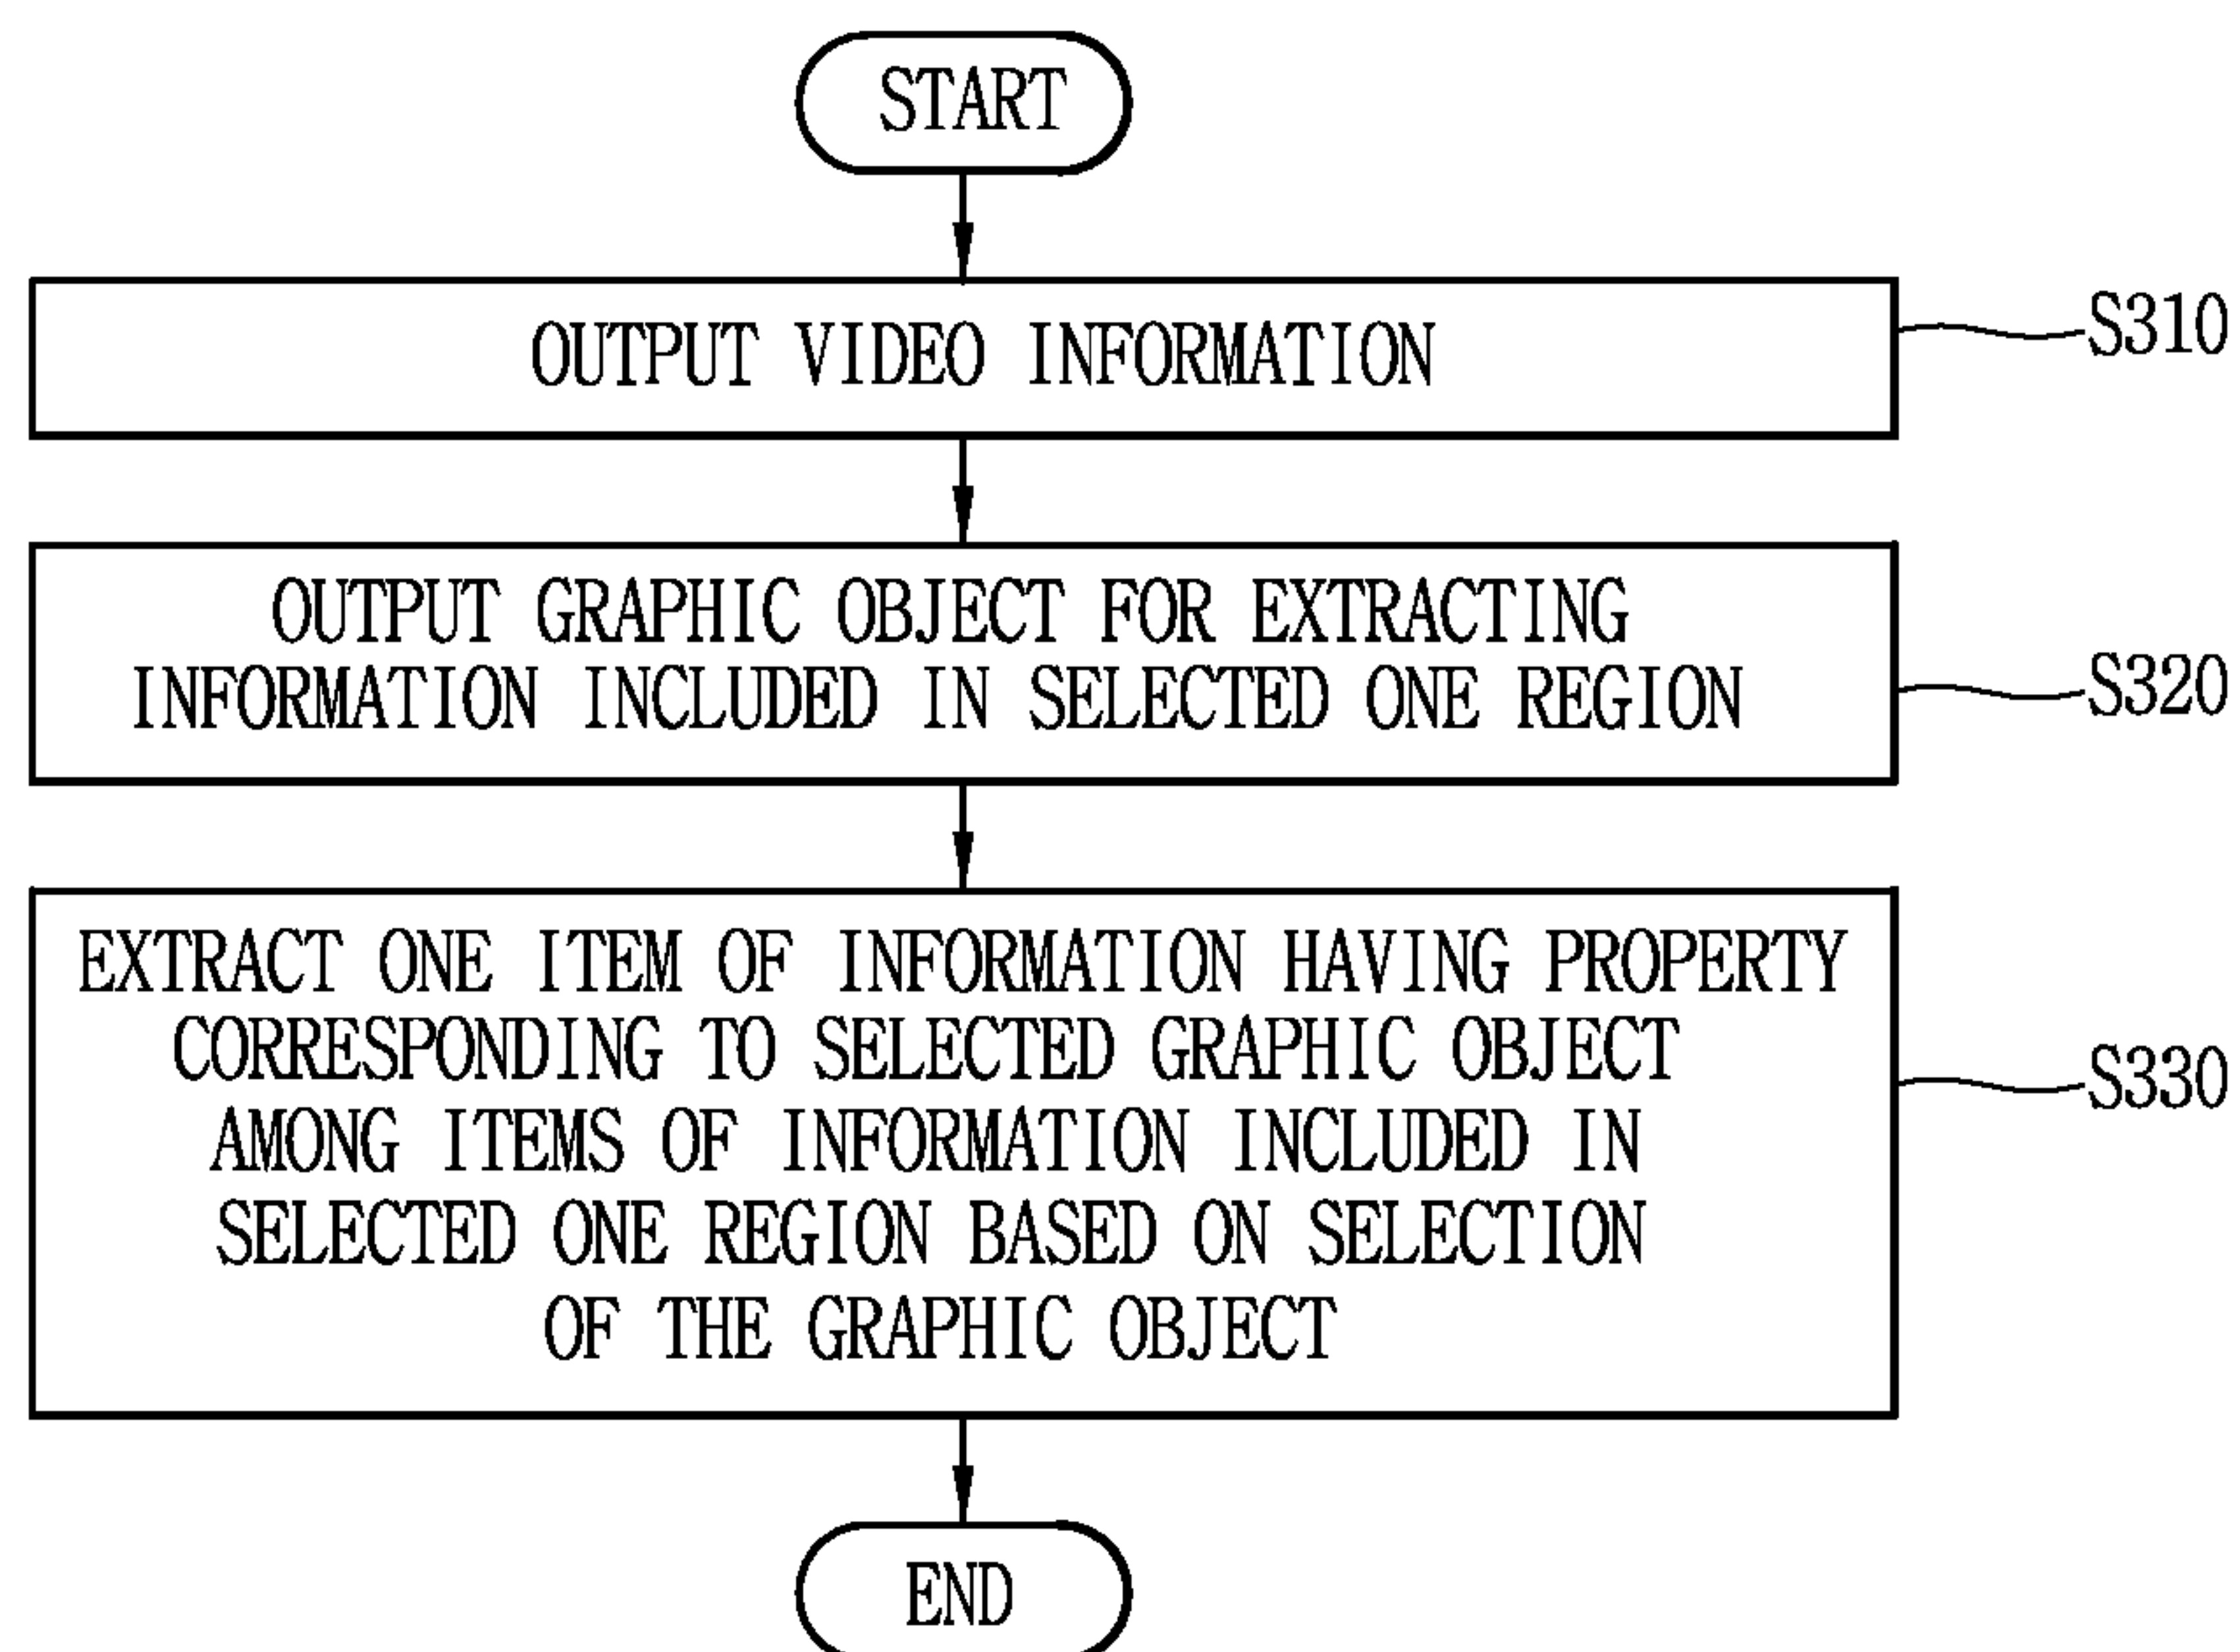 START
OUTPUT VIDEO INFORMATION
S310
OUTPUT GRAPHIC OBJECT FOR EXTRACTING
INFORMATION INCLUDED IN SELECTED ONE REGION
S320
EXTRACT ONE ITEM OF INFORMATION HAVING PROPERTY
CORRESPONDING TO SELECTED GRAPHIC OBJECT
AMONG ITEMS OF INFORMATION INCLUDED IN
SELECTED ONE REGION BASED ON SELECTION
OF THE GRAPHIC OBJECT
S330
END